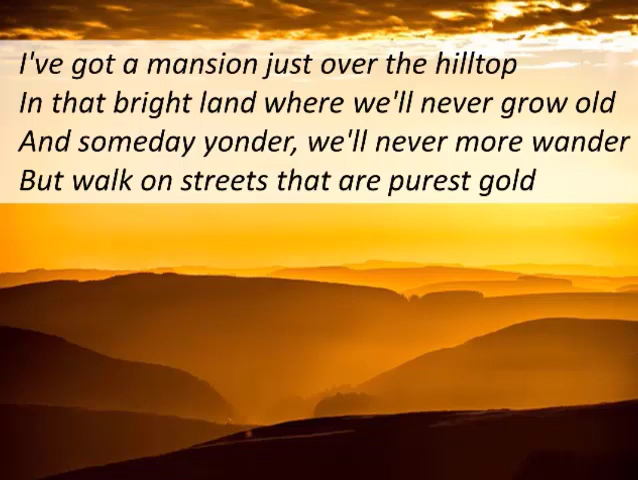 I've got a mansion just over the hilltop
In that bright land where we'll never grow old
And someday yonder, we'll never more wander
But walk on streets that are purest gold